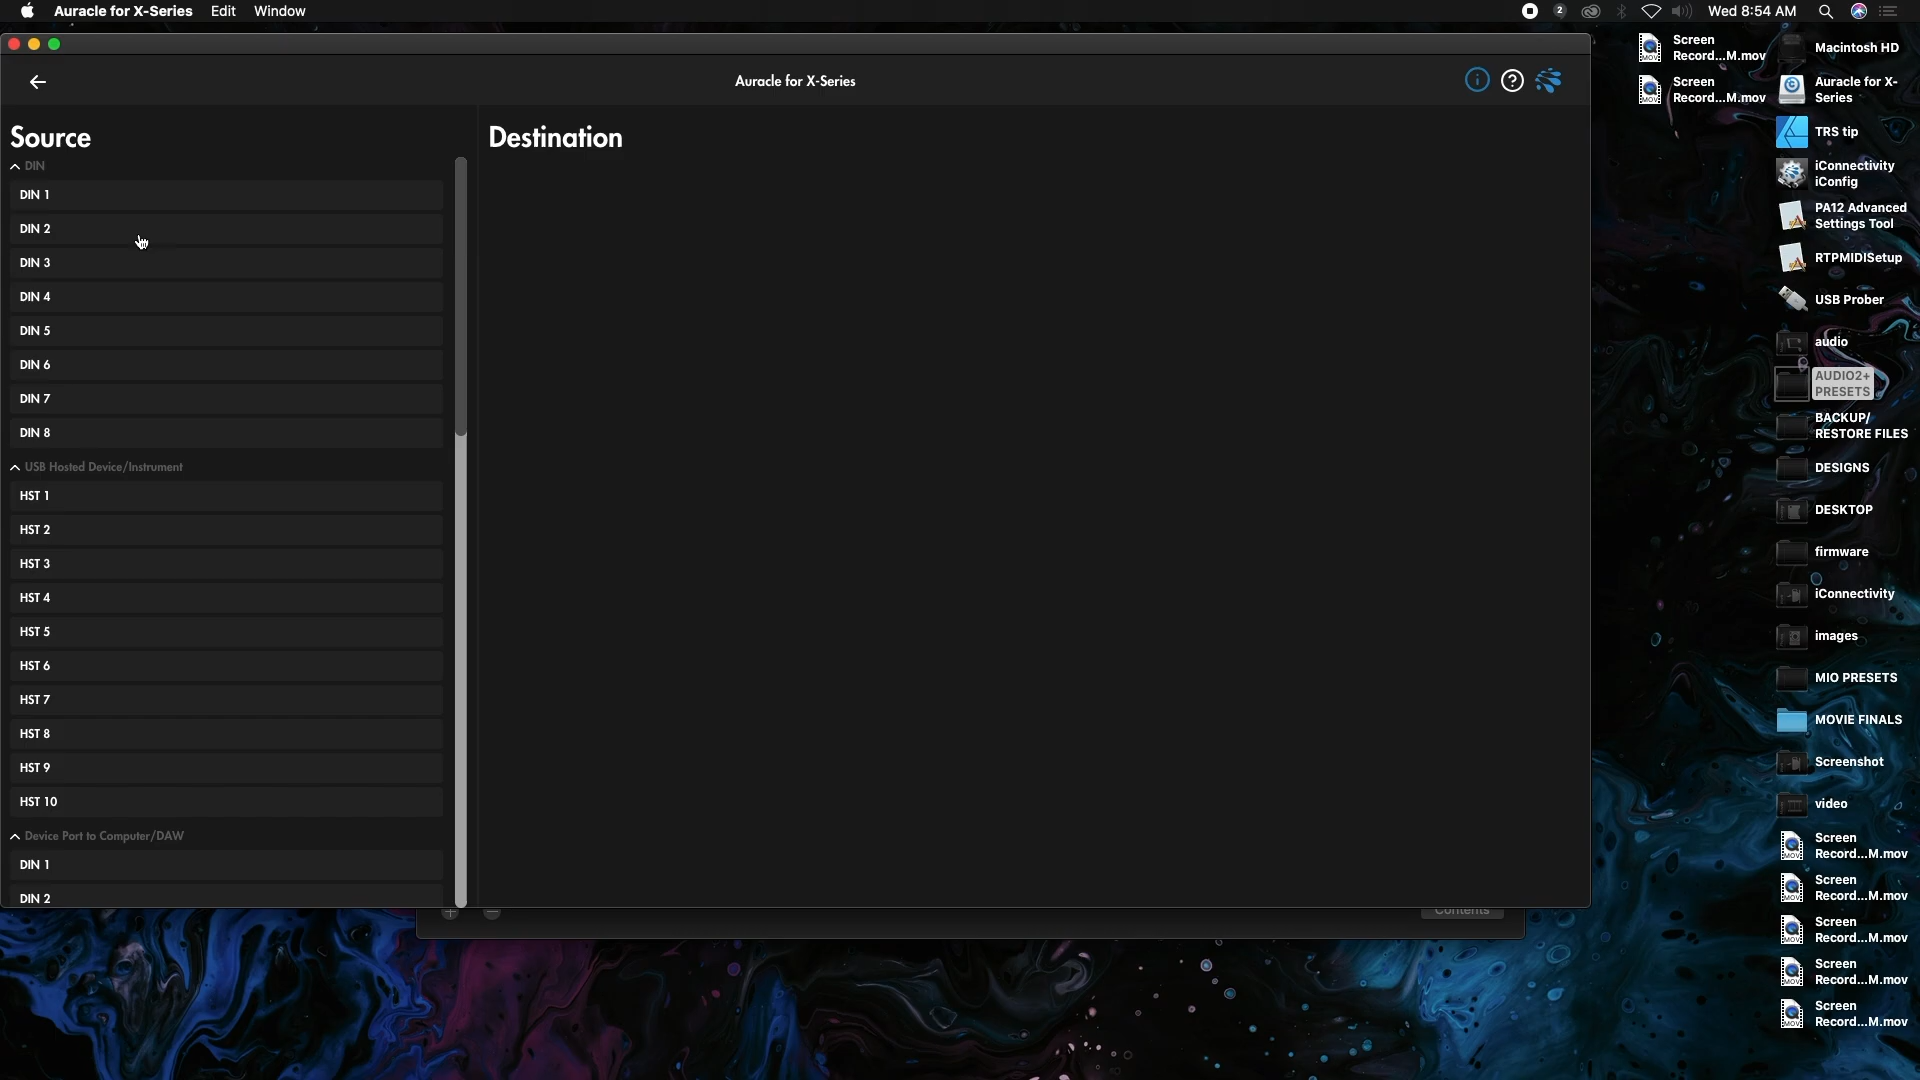 Auracle for X-Series Edit Window
2 Wed 8:54 AM
Auracle for X-Series
Source
DIN
DIN 1
DIN 2
DIN 3
DIN 4
DIN 5
DIN 6
DIN 7
DIN 8
USB Hosted Device/Instrument
HST 1
HST 2
HST 3
HST 4
HST 5
HST 6
HST 7
HST 8
HST 9
HST 10
Device Port to Computer/DAW
DIN 1
DIN 2
Destination
Contents
Screen
Record...M.mov
Screen
Record...M.mov
Macintosh HD
Auracle for X-
Series
TRS tip
iConnectivity
iConfig
PA12 Advanced
Settings Tool
RTPMIDISetup
USB Prober
audio
AUDIO2+
PRESETS
BACKUP/
RESTORE FILES
DESIGNS
DESKTOP
firmware
iConnectivity
images
MIO PRESETS
MOVIE FINALS
Screenshot
video
Screen
Record...M.mov
Screen
Record...M.mov
Screen
Record...M.mov
Screen
Record...M.mov
Screen
Record...M.mov